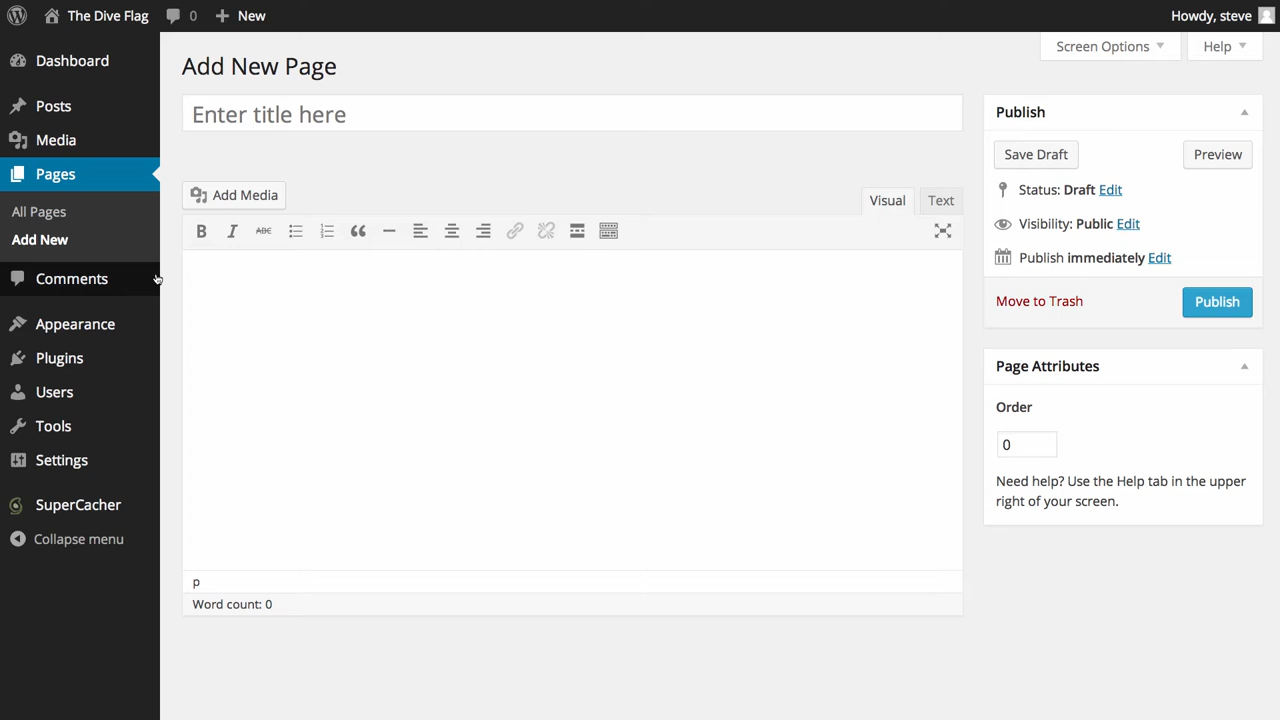 The Dive Flag 0 New Howdy, steve
Screen Options Help
Dashboard
Posts
Media
Pages
All Pages
Add New
Comments
Appearance
Plugins
Users
Tools
Settings
SuperCacher
Collapse menu
Add New Page
Enter title here
Add Media
Visual Text
B I ABC
p
Word count: 0
Publish
Save Draft Preview
Status: Draft Edit
Visibility: Public Edit
Publish immediately Edit
Move to Trash Publish
Page Attributes
Order
0
Need help? Use the Help tab in the upper
right of your screen.